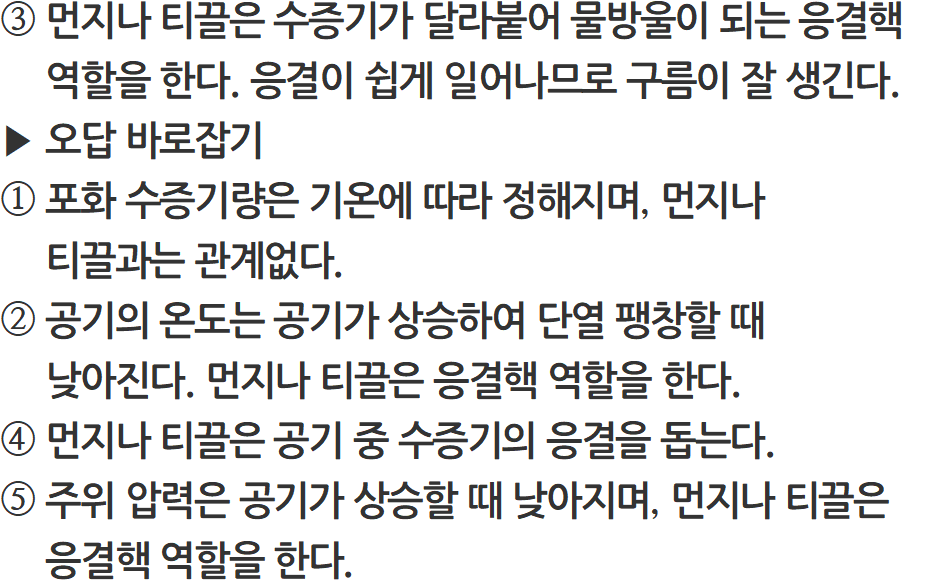 ③ 먼지나 티끌은 수증기가 달라붙어 물방울이 되는 응결핵
역할을 한다. 응결이 쉽게 일어나므로 구름이 잘 생긴다.
▶ 오답 바로잡기
① 포화 수증기량은 기온에 따라 정해지며, 먼지나
티끌과는 관계없다.
② 공기의 온도는 공기가 상승하여 단열 팽창할 때
낮아진다. 먼지나 티끌은 응결핵 역할을 한다.
④ 먼지나 티끌은 공기 중 수증기의 응결을 돕는다.
⑤ 주위 압력은 공기가 상승할 때 낮아지며, 먼지나 티끌은
응결핵 역할을 한다.